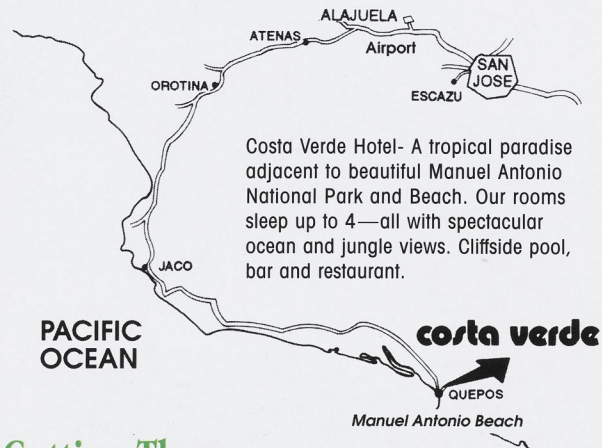 ALAJUELA
ATENAS
Airport
SAN
JOSE
OROTINA
ESCAZU
Costa Verde Hotel- A tropical paradise
adjacent to beautiful Manuel Antonio
National Park and Beach. Our rooms
sleep up to 4—all with spectacular
ocean and jungle views. Cliffside pool,
bar and restaurant.
JACO
PACIFIC
OCEAN
costa verde
QUEPOS
Manuel Antonio Beach